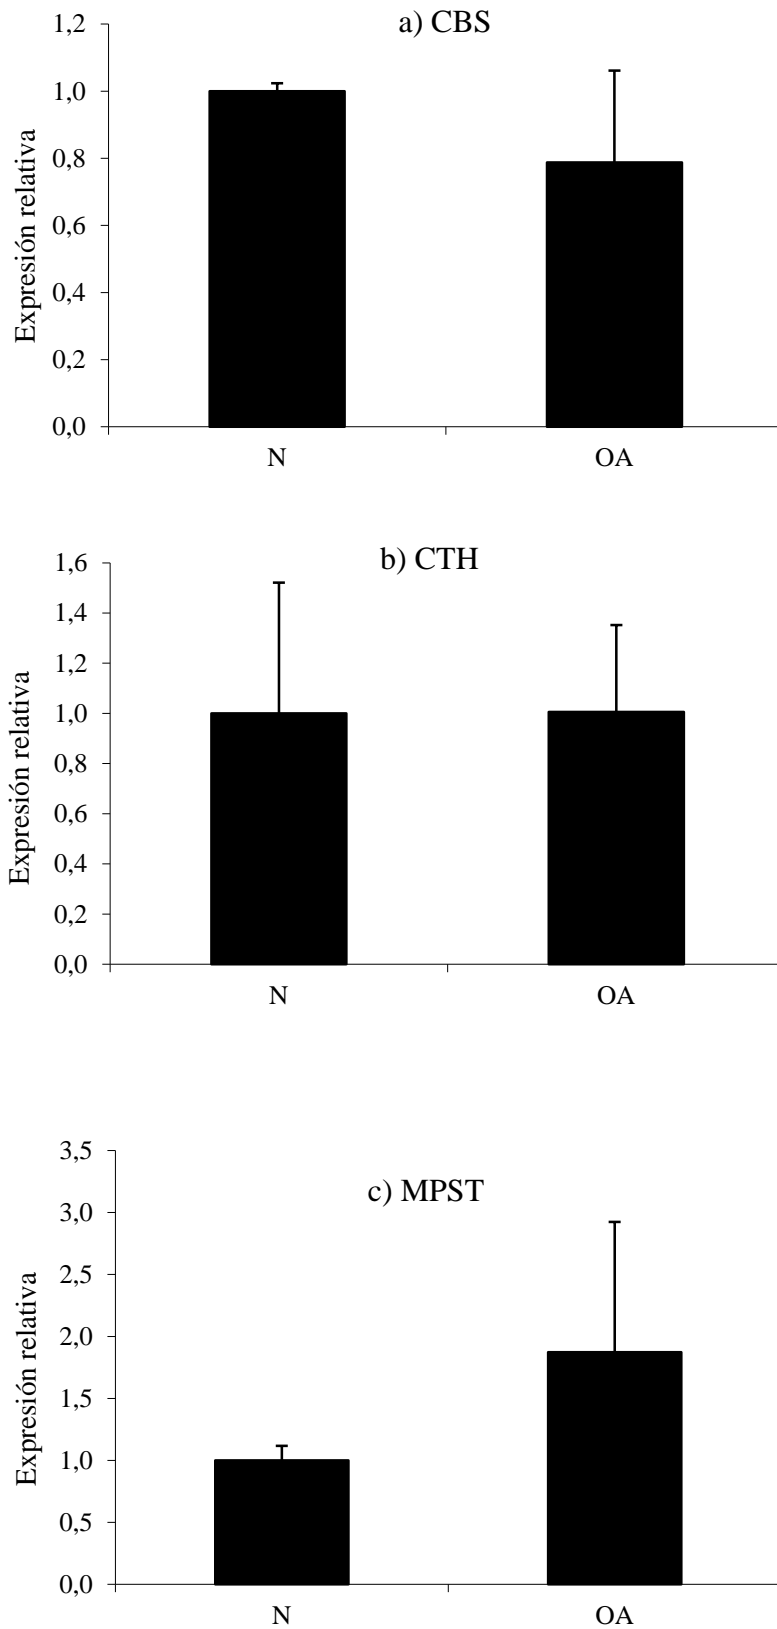 a) CBS
Expresión relativa
1,2
1,0
0,8
0,6
0,4
0,2
0,0
N OA
b) CTH
Expresión relativa
1,6
1,4
1,2
1,0
0,8
0,6
0,4
0,2
0,0
N OA
c) MPST
Expresión relativa
3,5
3,0
2,5
2,0
1,5
1,0
0,5
0,0
N OA